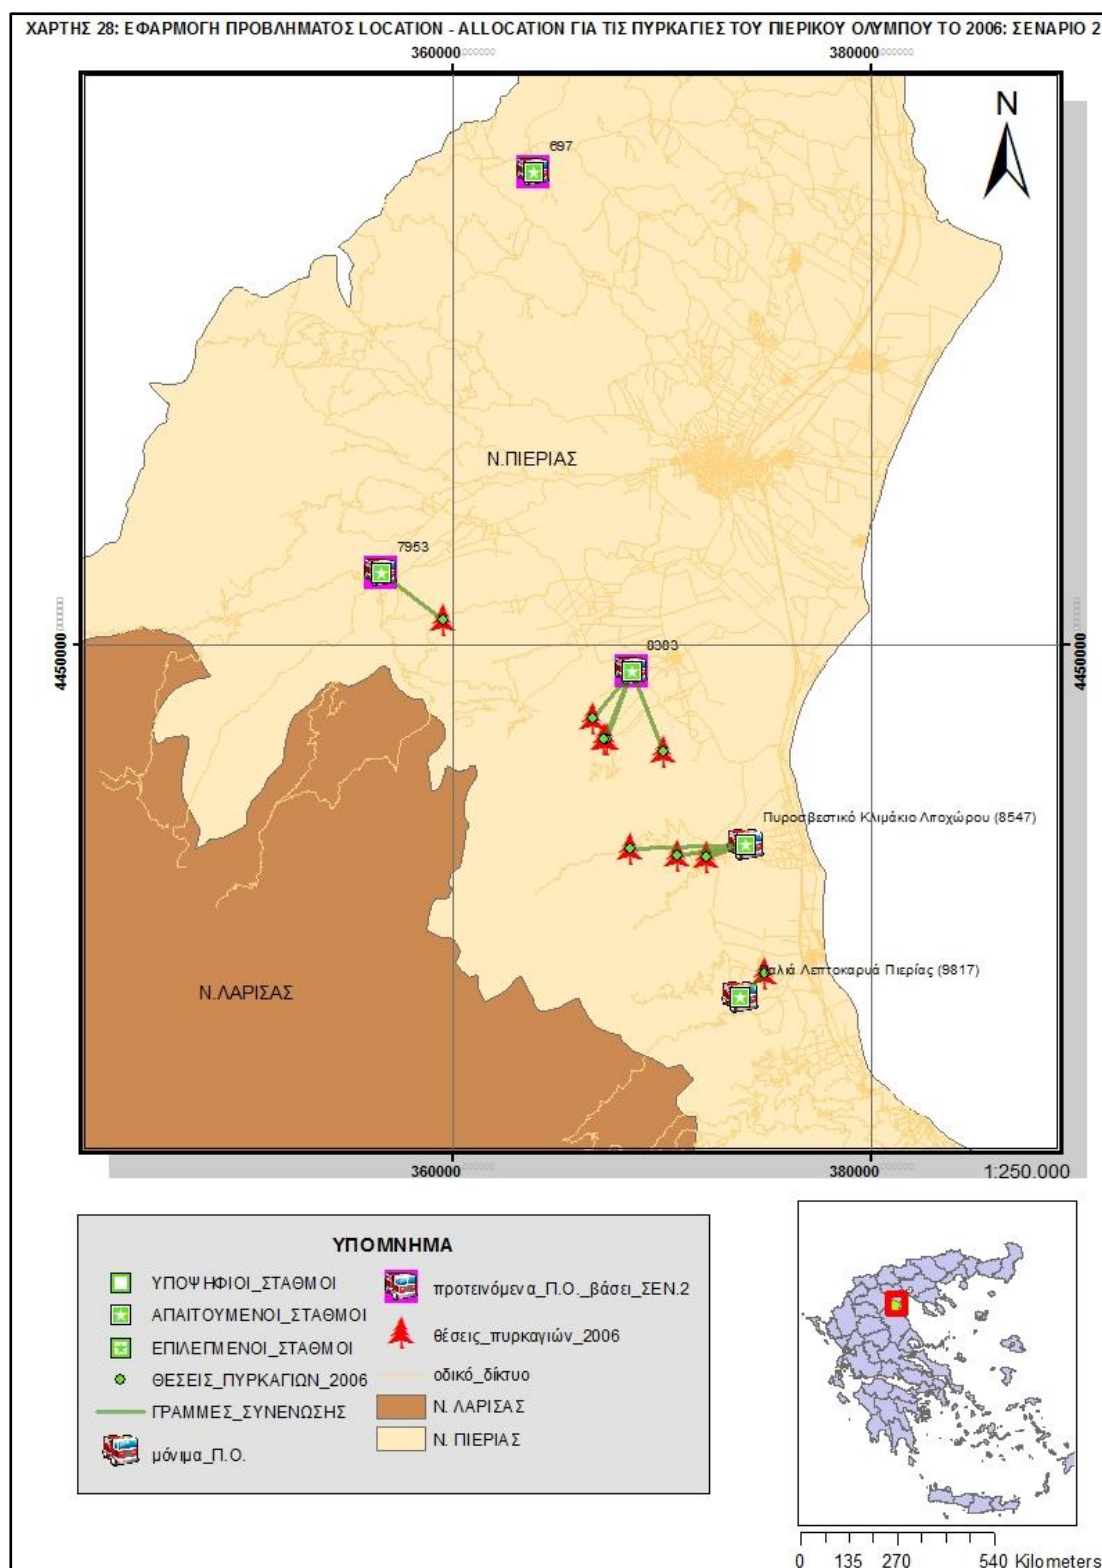 ΧΑΡΤΗΣ 28: ΕΦΑΡΜΟΓΗ ΠΡΟΒΛΗΜΑΤΟΣ LOCATION - ALLOCATION ΓΙΑ ΤΙΣ ΠΥΡΚΑΓΙΕΣ ΤΟΥ ΠΙΕΡΙΚΟΥ ΟΛΥΜΠΟΥ ΤΟ 2006: ΣΕΝΑΡΙΟ 2
360000 380000
N
697
Ν.ΠΙΕΡΙΑΣ
7953
4450000 4450000
8383
Πυροσβεστικό Κλιμάκιο Λιτοχώρου (8547)
Παλιά Λεπτοκαρυά Πιερίας (9817)
Ν.ΛΑΡΙΣΑΣ
360000 380000
1:250.000
ΥΠΟΜΝΗΜΑ
ΥΠΟΨΗΦΙΟΙ_ΣΤΑΘΜΟΙ
ΑΠΑΙΤΟΥΜΕΝΟΙ_ΣΤΑΘΜΟΙ
ΕΠΙΛΕΓΜΕΝΟΙ_ΣΤΑΘΜΟΙ
ΘΕΣΕΙΣ_ΠΥΡΚΑΓΙΩΝ_2006
ΓΡΑΜΜΕΣ_ΣΥΝΕΝΩΣΗΣ
μόνιμα_Π.Ο.
προτεινόμενα_Π.Ο._βάσει_ΣΕΝ.2
θέσεις_πυρκαγιών_2006
οδικό_δίκτυο
Ν. ΛΑΡΙΣΑΣ
Ν. ΠΙΕΡΙΑΣ
0 135 270 540 Kilometers